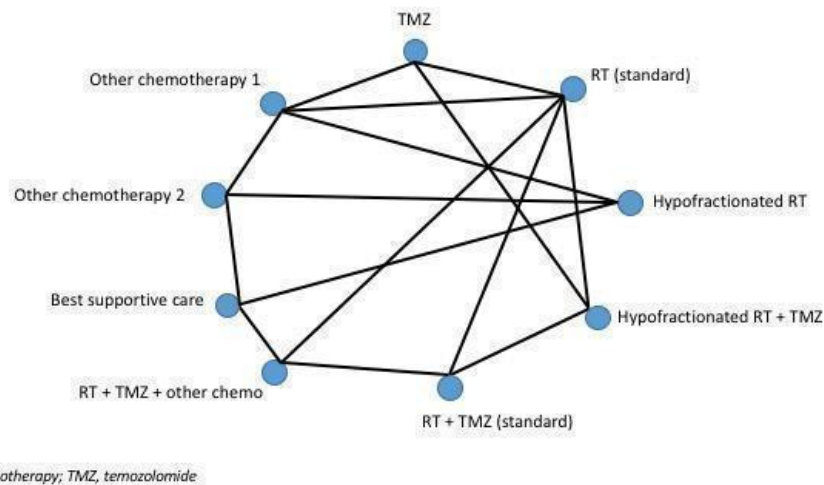 TMZ
RT (standard)
Other chemotherapy 1
Other chemotherapy 2
Hypofractionated RT
Best supportive care
Hypofractionated RT + TMZ
RT + TMZ + other chemo
RT + TMZ (standard)
otherapy; TMZ, temozolomide